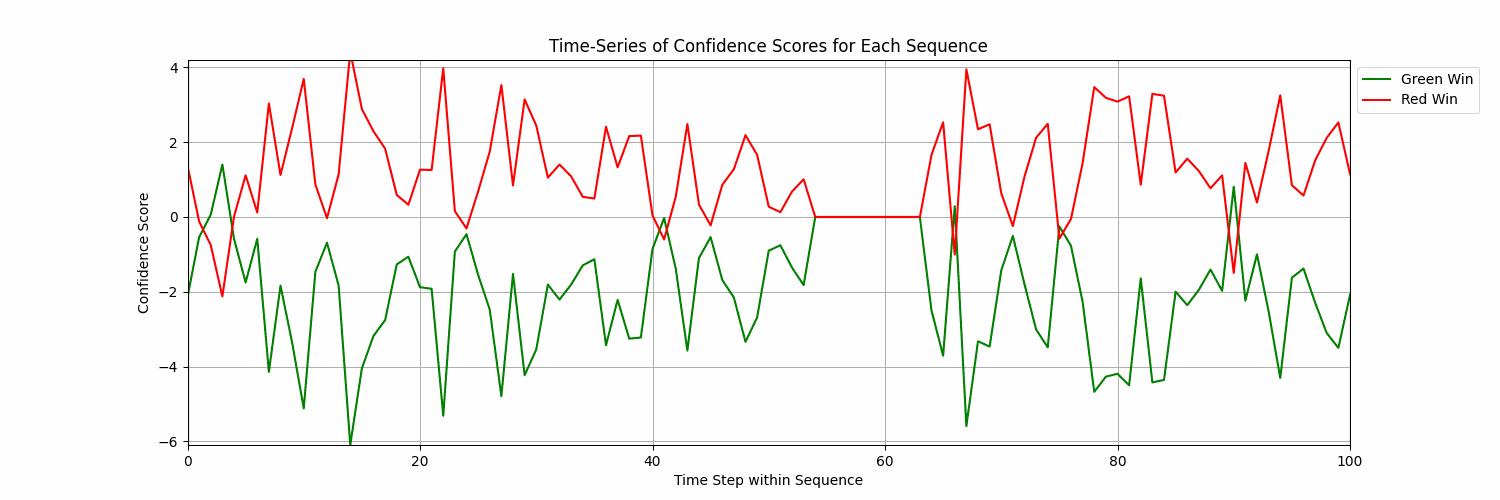 Time-Series of Confidence Scores for Each Sequence
Green Win
Red Win
Confidence Score
4
2
0
−2
−4
−6
0 20 40 60 80 100
Time Step within Sequence